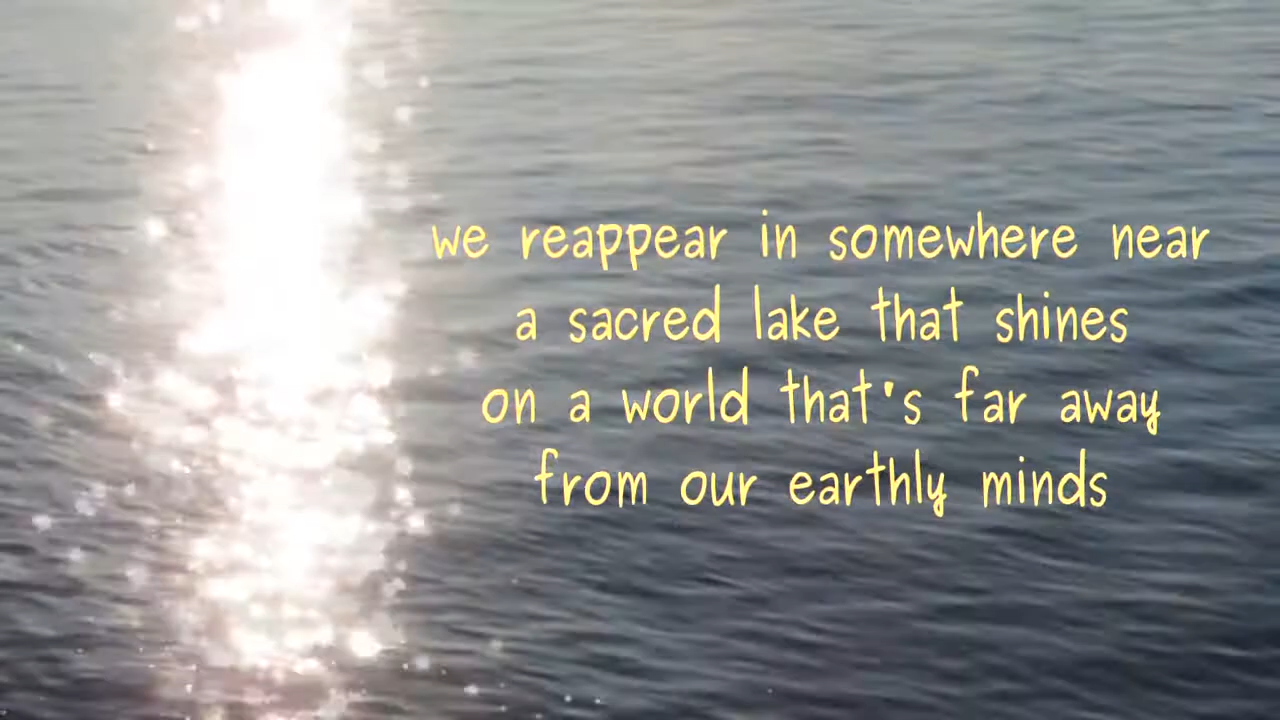 we reappear in somewhere near
a sacred lake that shines
on a world that's far away
from our earthly minds